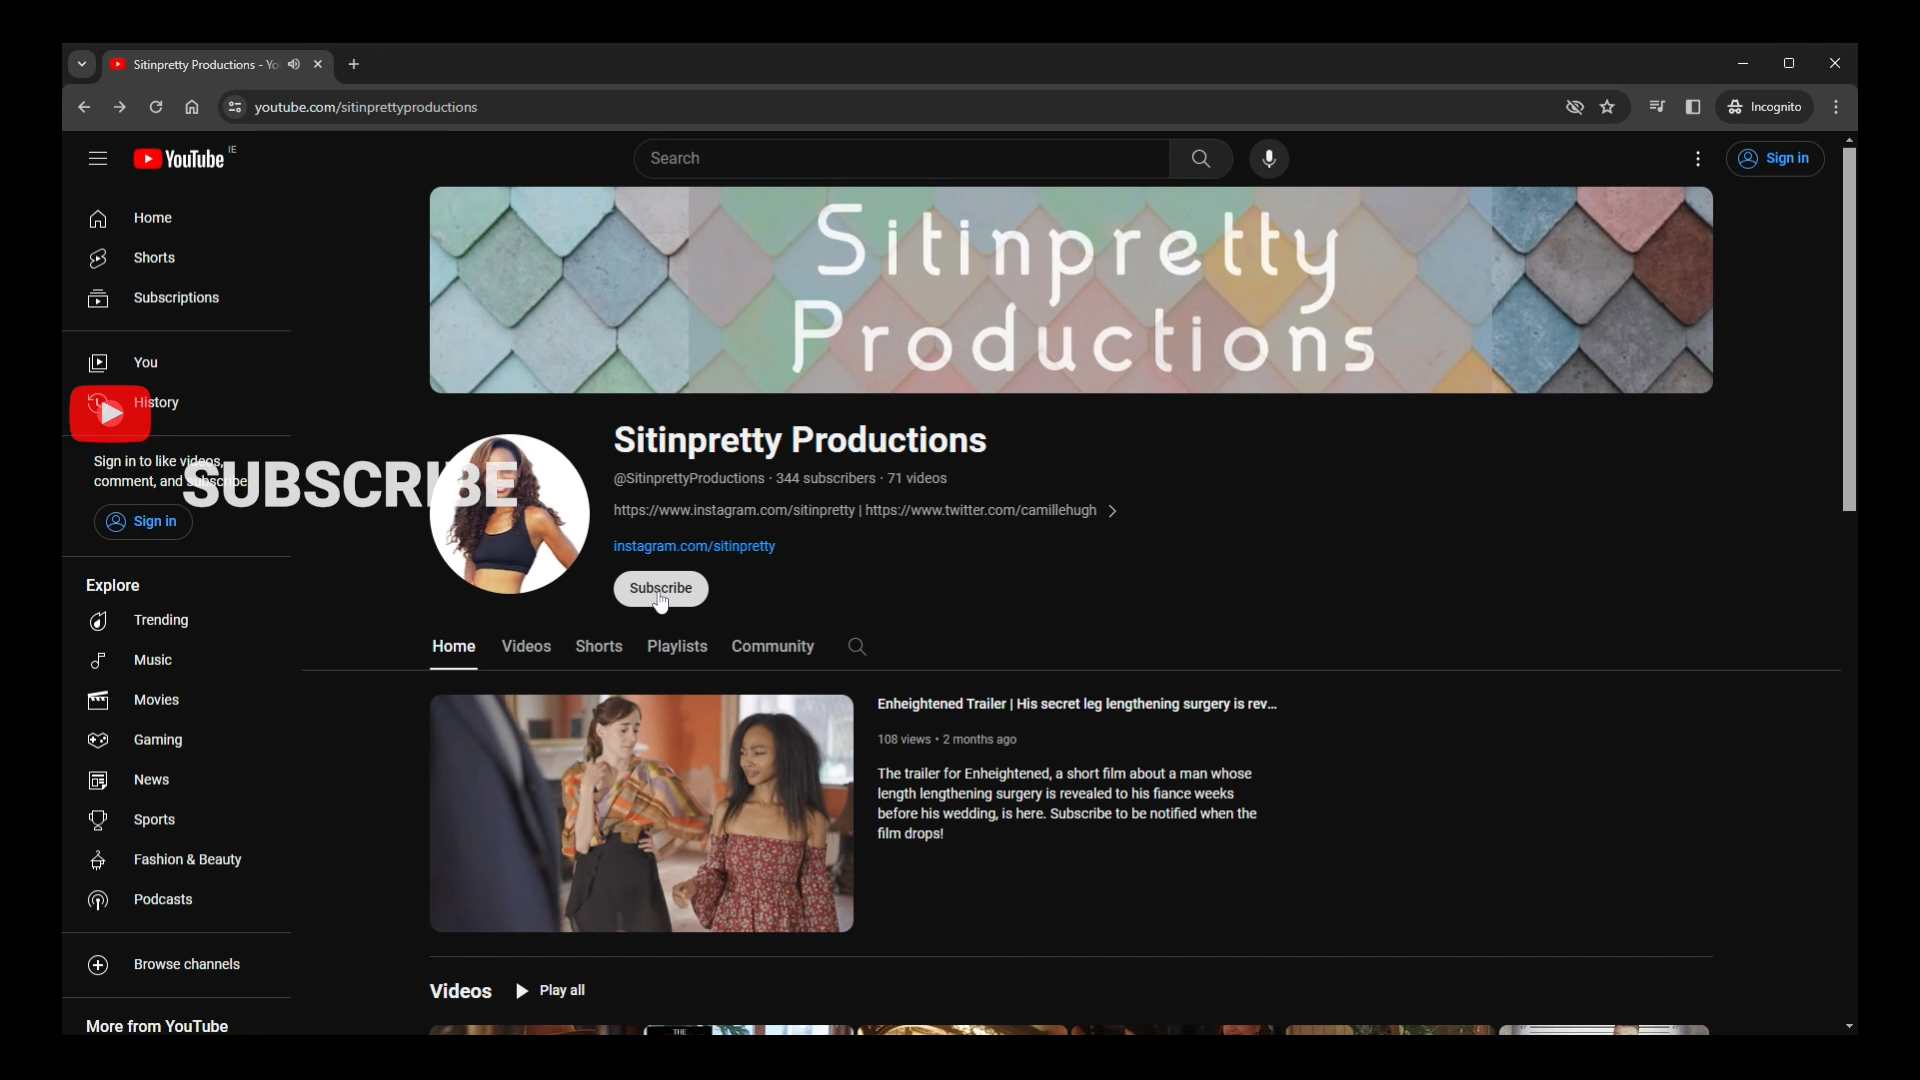 Sitinpretty Productions - Yo
youtube.com/sitinprettyproductions
Incognito
YouTube IE
Search
Sign in
Home
Shorts
Subscriptions
You
History
Sign in to like videos,
comment, and subscribe
Sign in
SUBSCRIBE
Explore
Trending
Music
Movies
Gaming
News
Sports
Fashion & Beauty
Podcasts
Browse channels
More from YouTube
Sitinpretty
Productions
Sitinpretty Productions
@SitinprettyProductions · 344 subscribers · 71 videos
https://www.instagram.com/sitinpretty | https://www.twitter.com/camillehugh
instagram.com/sitinpretty
Subscribe
Home Videos Shorts Playlists Community
Enheightened Trailer | His secret leg lengthening surgery is rev...
108 views • 2 months ago
The trailer for Enheightened, a short film about a man whose
length lengthening surgery is revealed to his fiance weeks
before his wedding, is here. Subscribe to be notified when the
film drops!
Videos Play all
THE